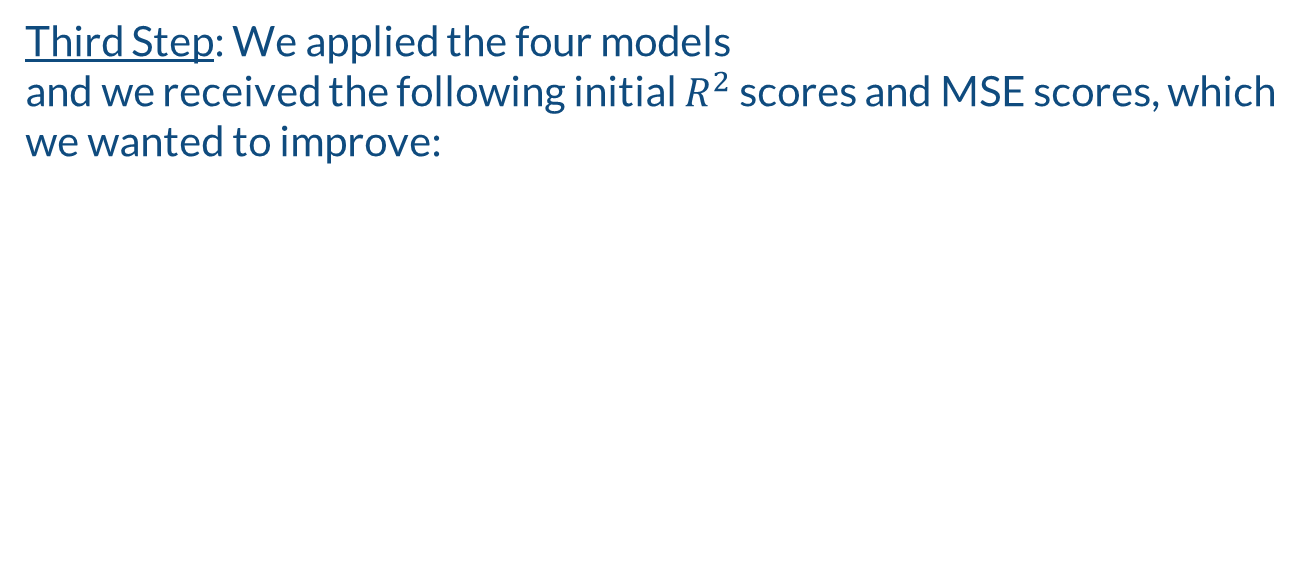 Third Step: We applied the four models
and we received the following initial R² scores and MSE scores, which
we wanted to improve: